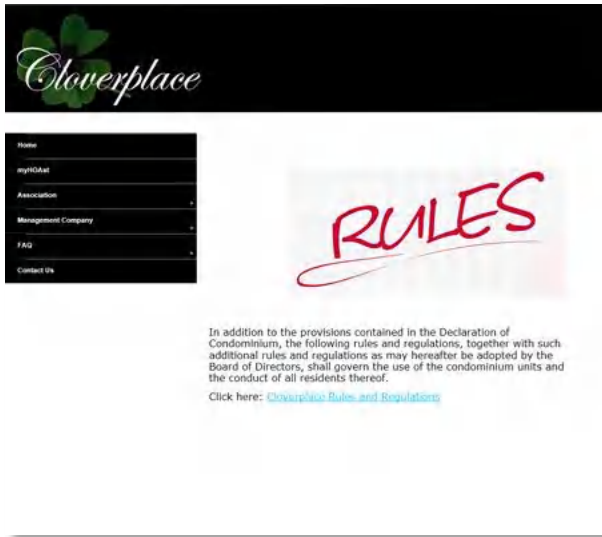 Cloverplace
Home
myHOAst
Association
Management Company
FAQ
Contact Us
RULES
In addition to the provisions contained in the Declaration of
Condominium, the following rules and regulations, together with such
additional rules and regulations as may hereafter be adopted by the
Board of Directors, shall govern the use of the condominium units and
the conduct of all residents thereof.
Click here: Cloverplace Rules and Regulations